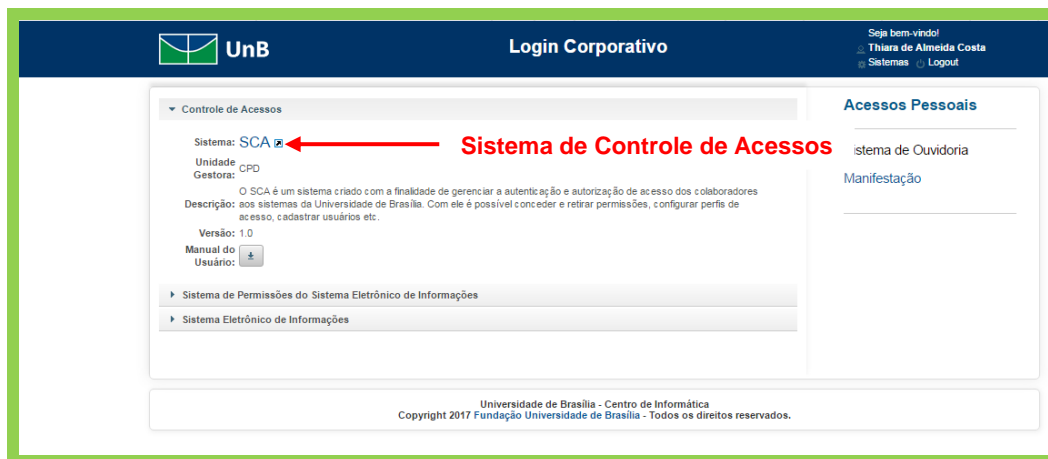 UnB
Login Corporativo
Seja bem-vindo!
Thiara de Almeida Costa
Sistemas Logout
Controle de Acessos
Sistema: SCA
Sistema de Controle de Acessos
Unidade Gestora: CPD
Descrição: O SCA é um sistema criado com a finalidade de gerenciar a autenticação e autorização de acesso dos colaboradores
aos sistemas da Universidade de Brasília. Com ele é possível conceder e retirar permissões, configurar perfis de
acesso, cadastrar usuários etc.
Versão: 1.0
Manual do
Usuário:
Sistema de Permissões do Sistema Eletrônico de Informações
Sistema Eletrônico de Informações
Acessos Pessoais
istema de Ouvidoria
Manifestação
Universidade de Brasília - Centro de Informática
Copyright 2017 Fundação Universidade de Brasília - Todos os direitos reservados.